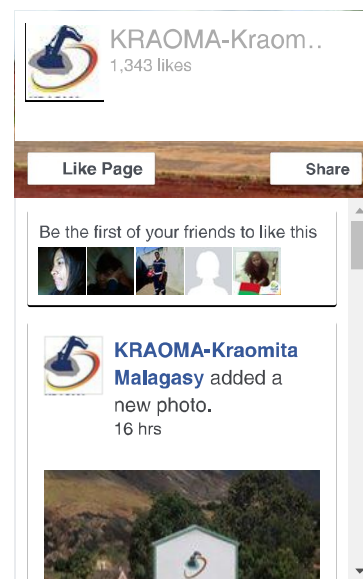 KRAOMA-Kraom..
1,343 likes
Like Page
Share
Be the first of your friends to like this
KRAOMA-Kraomita
Malagasy added a
new photo.
16 hrs